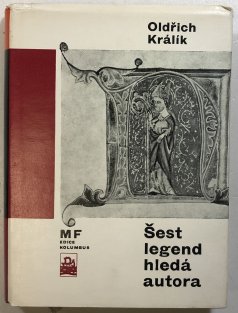 Oldřich
Králík
MF
EDICE
KOLUMBUS
Šest
legend
hledá
autora